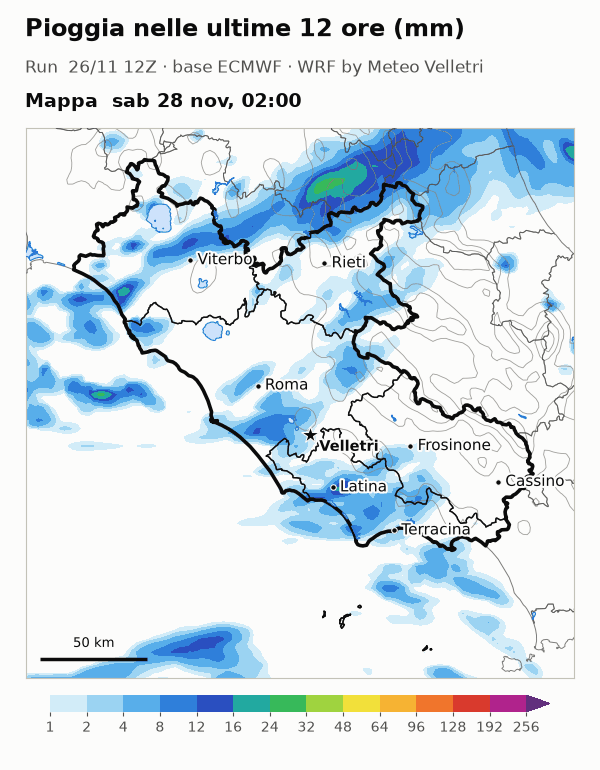 Pioggia nelle ultime 12 ore (mm)
Run  26/11 12Z · base ECMWF · WRF by Meteo Velletri
Mappa  sab 28 nov, 02:00
Viterbo
Rieti
Roma
Velletri
Frosinone
Cassino
Latina
Terracina
50 km
1 2 4 8 12 16 24 32 48 64 96 128 192 256